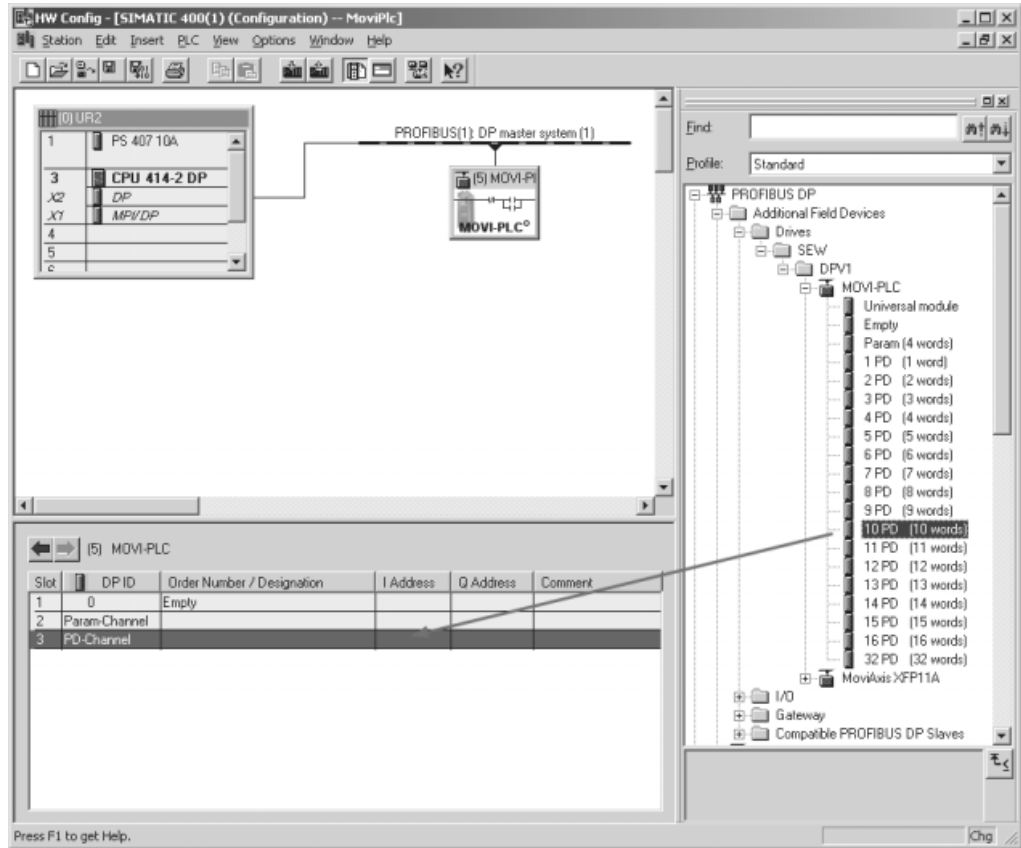 HW Config - [SIMATIC 400(1) (Configuration) -- MoviPlc]
Station Edit Insert PLC View Options Window Help
(0) UR2
1 PS 407 10A
3 CPU 414-2 DP
X2 DP
X1 MPI/DP
4
5
6
PROFIBUS(1): DP master system (1)
(5) MOVI-Pl
MOVI-PLC®
Find:
Profile: Standard
PROFIBUS DP
Additional Field Devices
Drives
SEW
DPV1
MOVI-PLC
Universal module
Empty
Param (4 words)
1 PD (1 word)
2 PD (2 words)
3 PD (3 words)
4 PD (4 words)
5 PD (5 words)
6 PD (6 words)
7 PD (7 words)
8 PD (8 words)
9 PD (9 words)
10 PD (10 words)
11 PD (11 words)
12 PD (12 words)
13 PD (13 words)
14 PD (14 words)
15 PD (15 words)
16 PD (16 words)
32 PD (32 words)
MoviAxis XFP11A
I/O
Gateway
Compatible PROFIBUS DP Slaves
(5) MOVI-PLC
Slot DP ID Order Number / Designation I Address Q Address Comment
1 0 Empty
2 Param-Channel
3 PD-Channel
Press F1 to get Help.
Chg